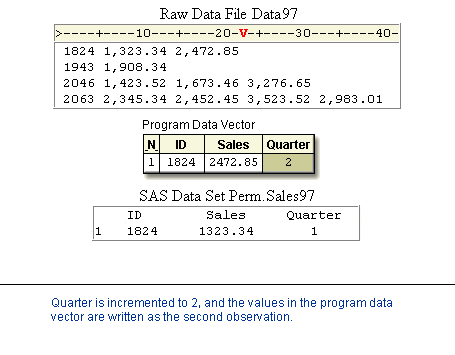 Raw Data File Data97
>----+----10---+----20-V-+----30---+----40-
1824 1,323.34 2,472.85
1943 1,908.34
2046 1,423.52 1,673.46 3,276.65
2063 2,345.34 2,452.45 3,523.52 2,983.01
Program Data Vector
N ID Sales Quarter
1 1824 2472.85 2
SAS Data Set Perm.Sales97
ID Sales Quarter
1 1824 1323.34 1
Quarter is incremented to 2, and the values in the program data
vector are written as the second observation.